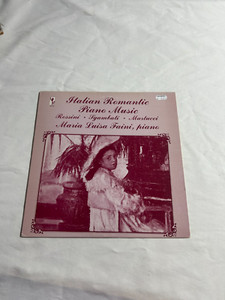 Italian Romantic
Piano Music
Rossini • Sgambati • Martucci
Maria Luisa Faini, piano